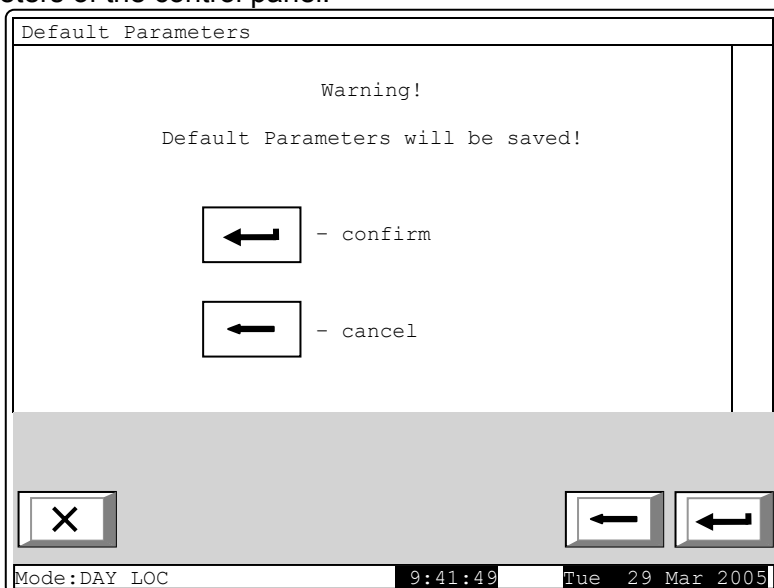 of the control panel.
Default Parameters
Warning!
Default Parameters will be saved!
- confirm
- cancel
Mode:DAY LOC 9:41:49 Tue 29 Mar 2005